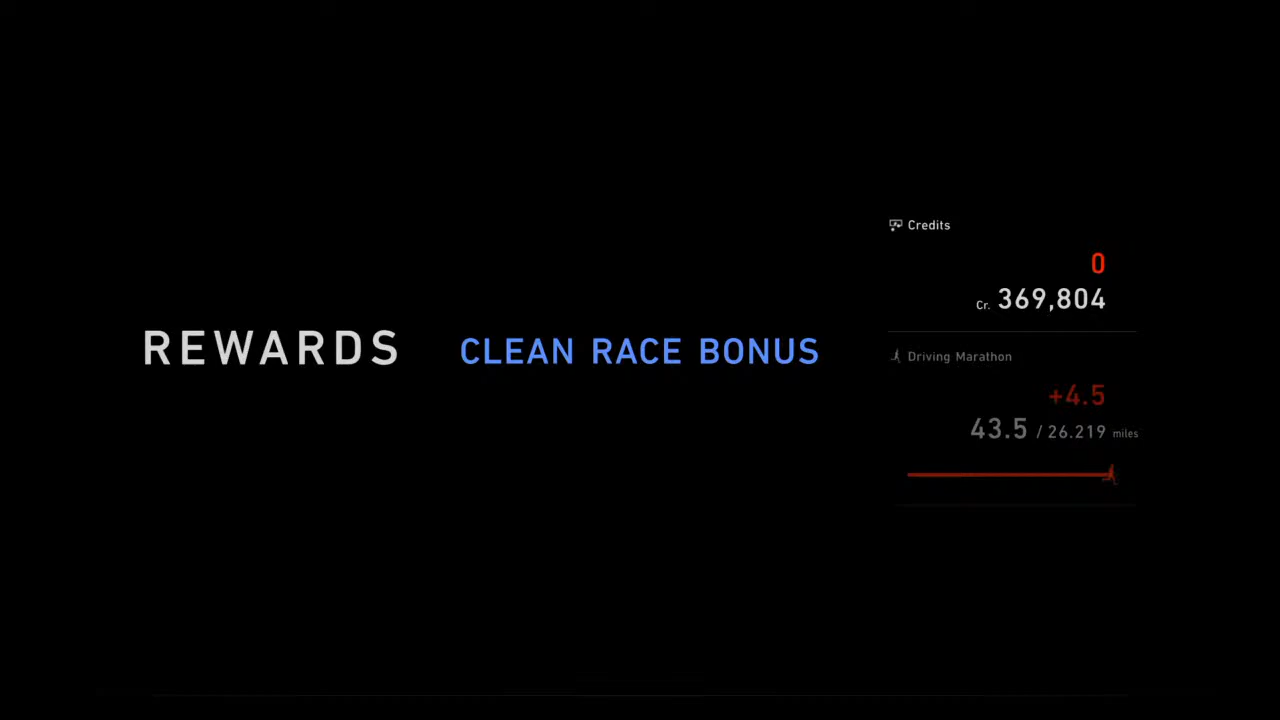 REWARDS
CLEAN RACE BONUS
Credits
0
Cr. 369,804
Driving Marathon
+4.5
43.5 / 26.219 miles